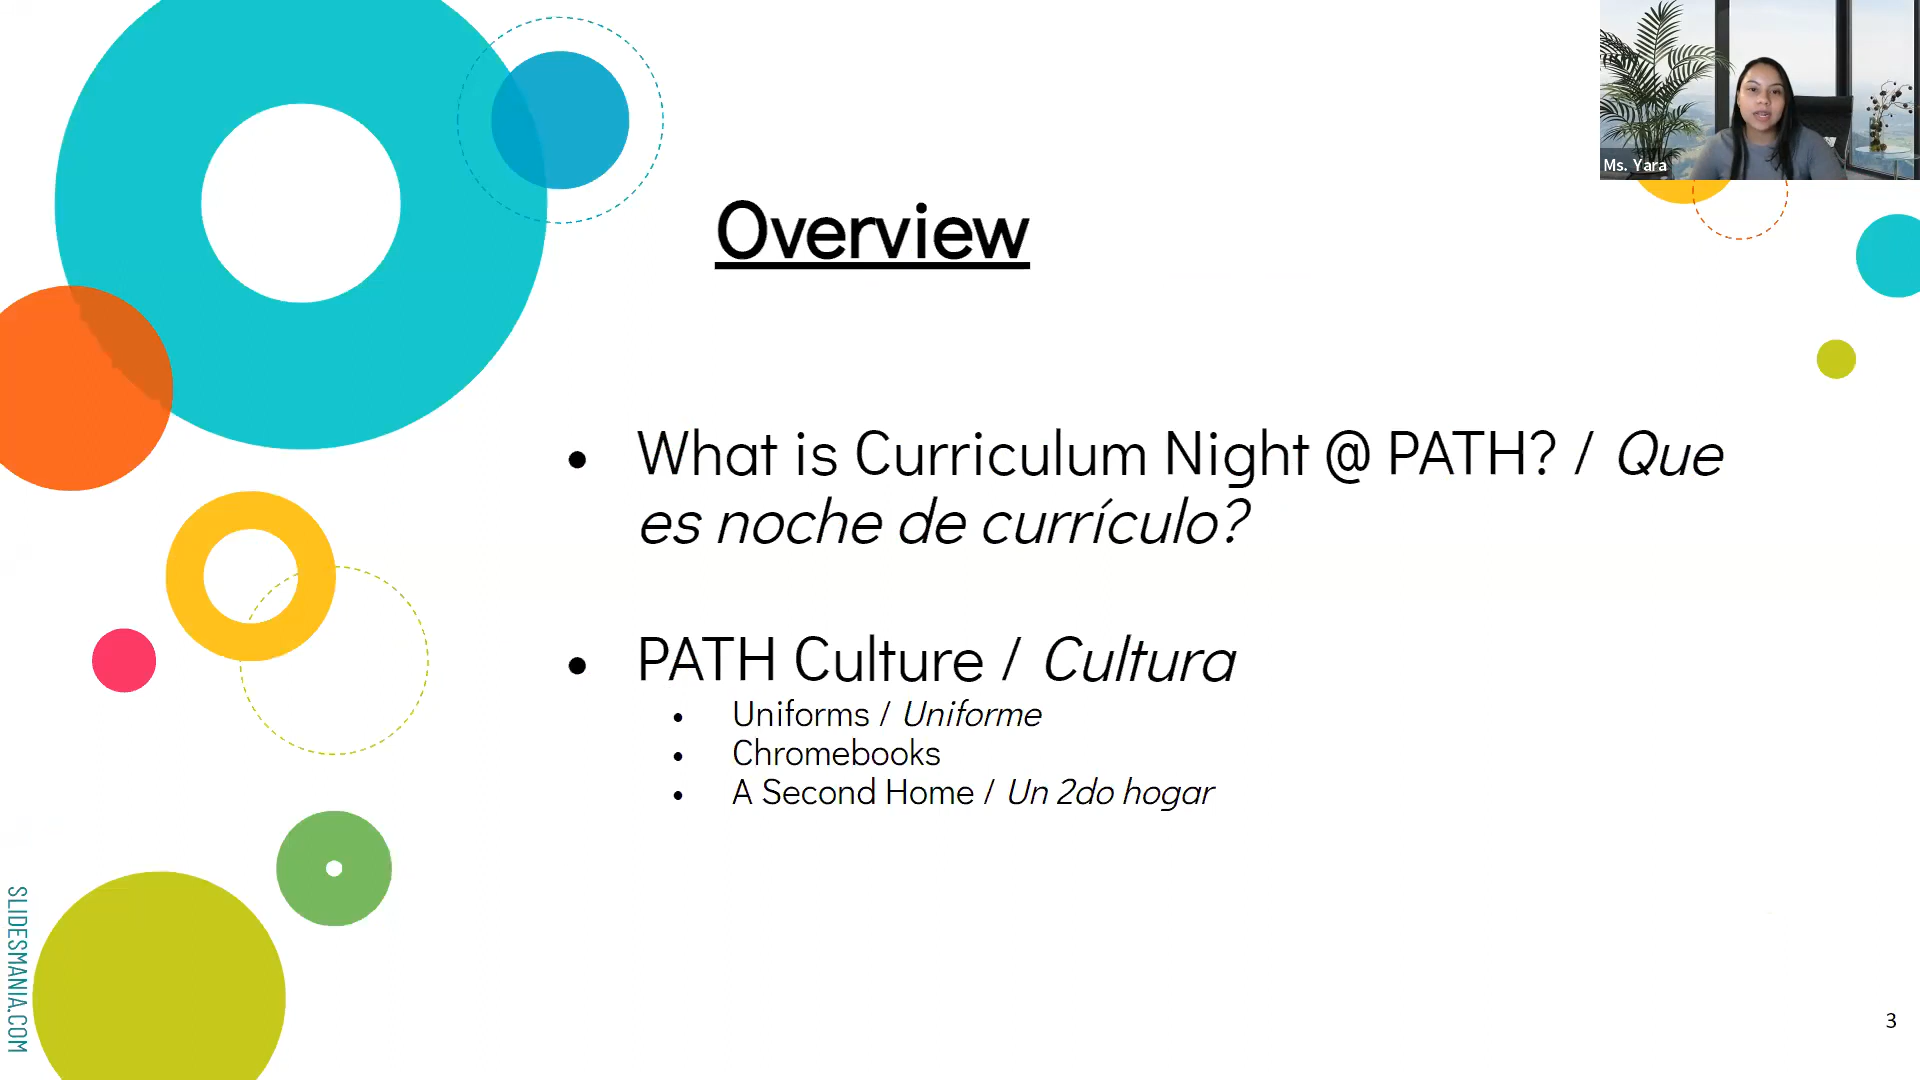 Ms. Yara
Overview
• What is Curriculum Night @ PATH? / Que
es noche de currículo?
• PATH Culture / Cultura
• Uniforms / Uniforme
• Chromebooks
• A Second Home / Un 2do hogar
SLIDESMANIA.COM
3